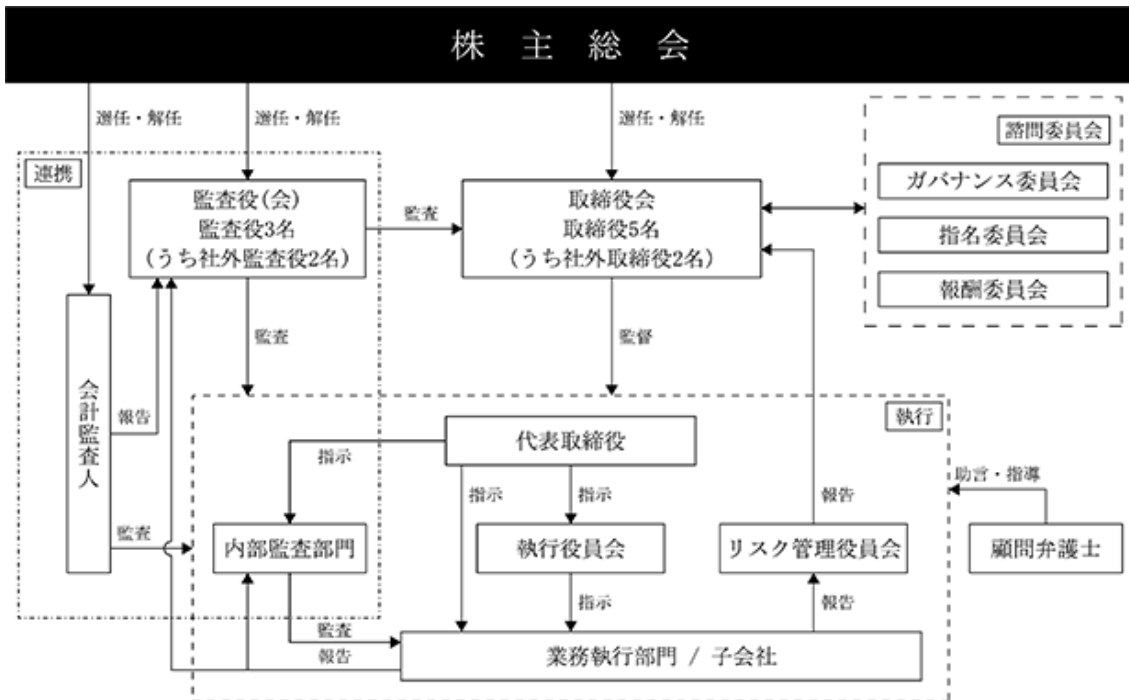 株主総会
選任・解任
選任・解任
選任・解任
諮問委員会
連携
ガバナンス委員会
監査役(会)
監査役3名
(うち社外監査役2名)
監査
取締役会
取締役5名
(うち社外取締役2名)
指名委員会
報酬委員会
監査
監督
会計監査人
報告
執行
代表取締役
指示
指示
指示
報告
助言・指導
監査
内部監査部門
執行役員会
リスク管理役員会
顧問弁護士
指示
報告
監査
報告
業務執行部門 / 子会社